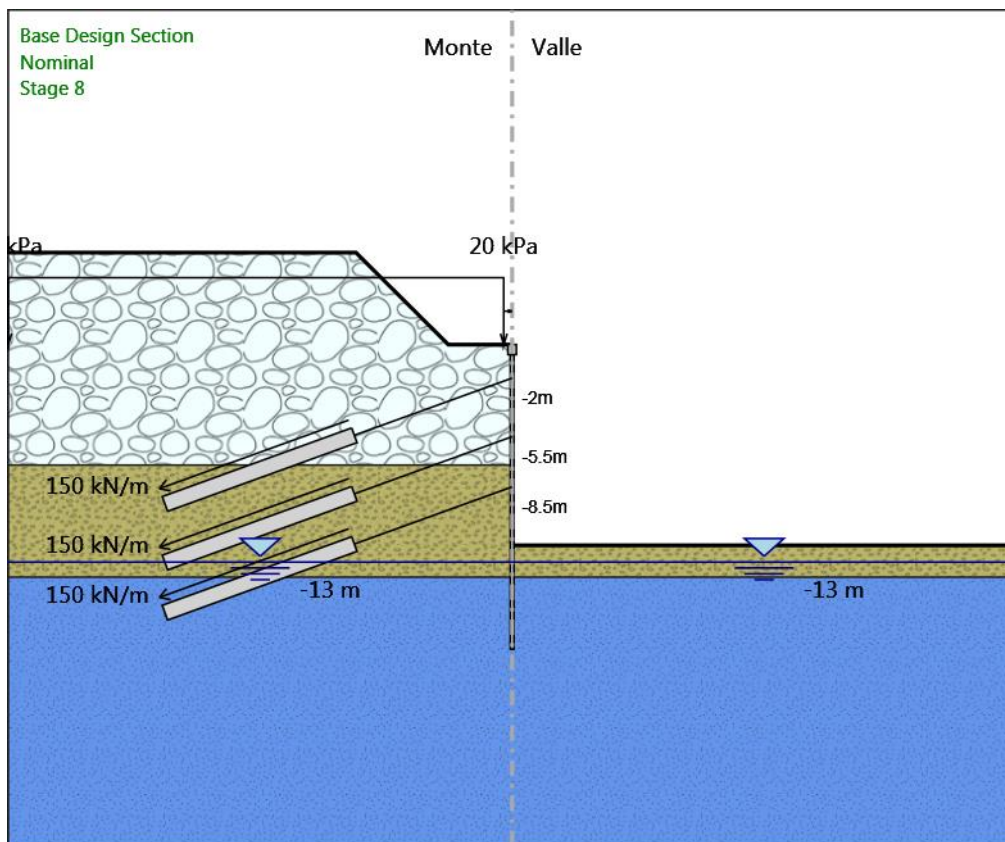 Base Design Section
Nominal
Stage 8
Monte
Valle
kPa
20 kPa
-2m
-5.5m
-8.5m
150 kN/m
150 kN/m
150 kN/m
-13 m
-13 m